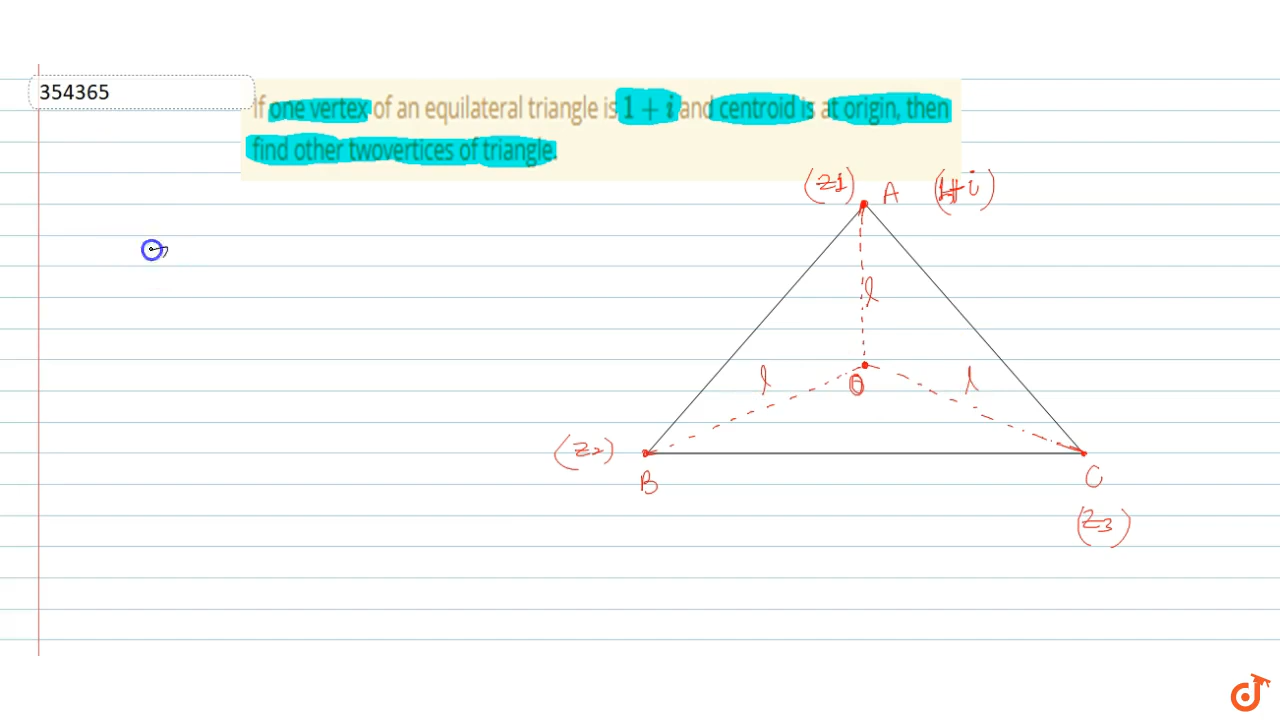 354365
If one vertex of an equilateral triangle is 1 + i and centroid is at origin, then
find other twovertices of triangle.
(z1) A (1+i)
l
l l
O
(z2)
B C
(z3)